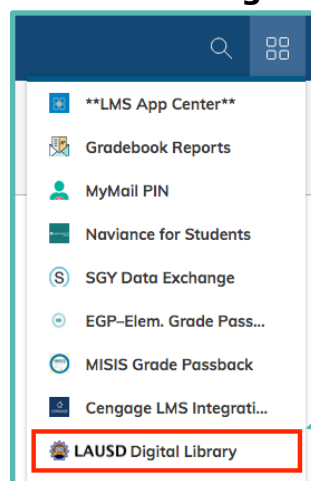 **LMS App Center**
Gradebook Reports
MyMail PIN
Naviance for Students
SGY Data Exchange
EGP–Elem. Grade Pass...
MISIS Grade Passback
Cengage LMS Integrati...
LAUSD Digital Library